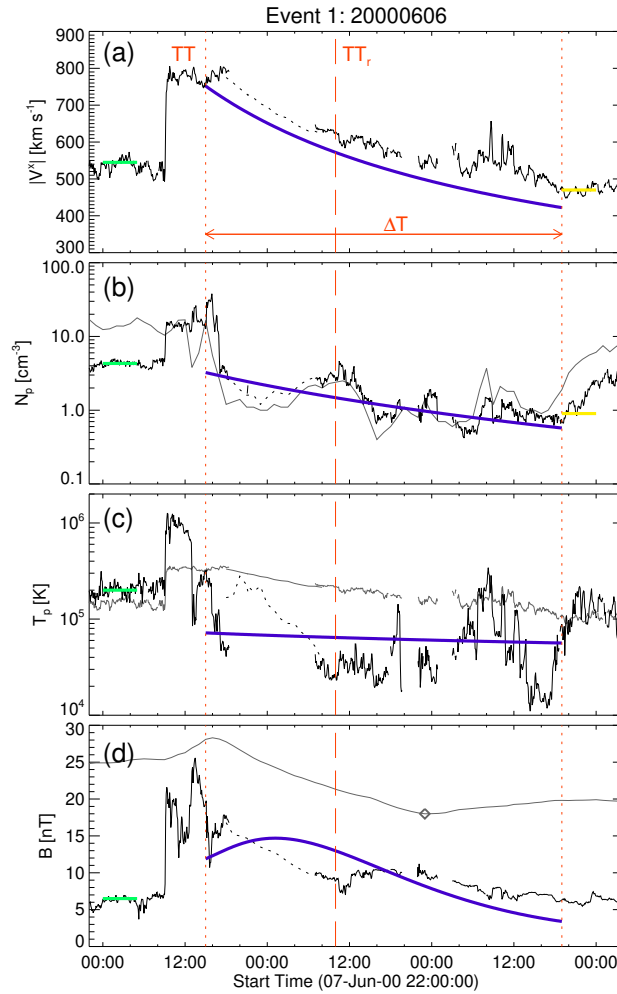 Event 1: 20000606
(a)
TT
TT_r
900
800
700
600
500
400
300
|V^x| [km s^-1]
ΔT
(b)
100.0
10.0
1.0
0.1
N_p [cm^-3]
(c)
10^6
10^5
10^4
T_p [K]
(d)
30
25
20
15
10
5
0
B [nT]
00:00 12:00 00:00 12:00 00:00 12:00 00:00
Start Time (07-Jun-00 22:00:00)